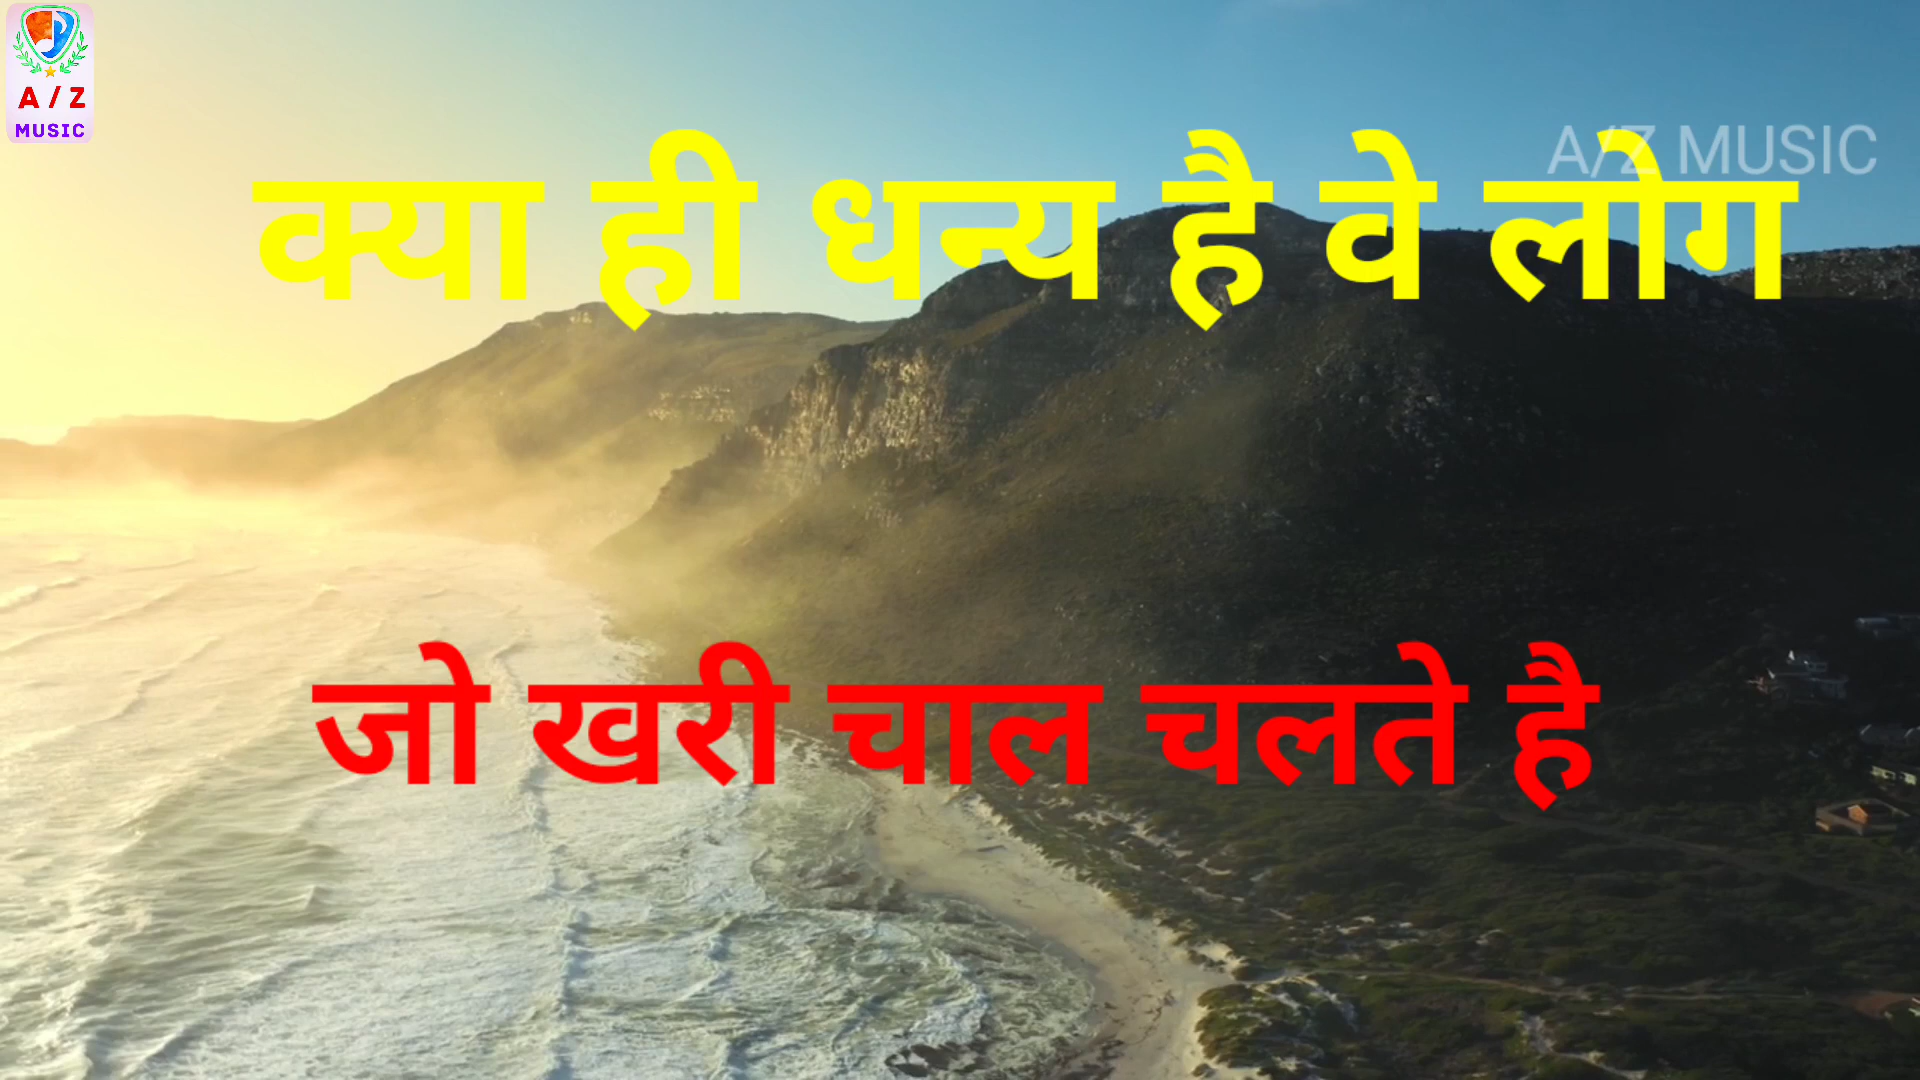 A/Z
MUSIC
A/Z MUSIC
क्या ही धन्य है वे लोग
जो खरी चाल चलते है